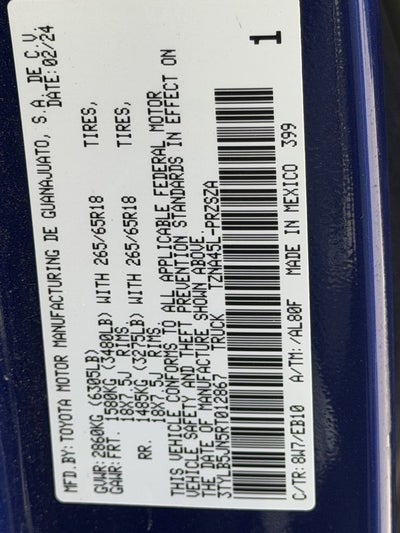 MFD.BY:TOYOTA MOTOR MANUFACTURING DE GUANAJUATO, S.A. DE C.V.
DATE:02/24
GVWR:2860KG (6305LB)
GAWR:FRT. 1580KG (3480LB) WITH 265/65R18 TIRES,
18X7.5J RIMS
RR. 1485KG (3275LB) WITH 265/65R18 TIRES,
18X7.5J RIMS
THIS VEHICLE CONFORMS TO ALL APPLICABLE FEDERAL MOTOR
VEHICLE SAFETY AND THEFT PREVENTION STANDARDS IN EFFECT ON
THE DATE OF MANUFACTURE SHOWN ABOVE.
3TYLB5JN5RT012867 TRUCK TZNA45L-PRZSZA
C/TR:8W7/EB10 A/TM:/AL80F MADE IN MEXICO 399
1